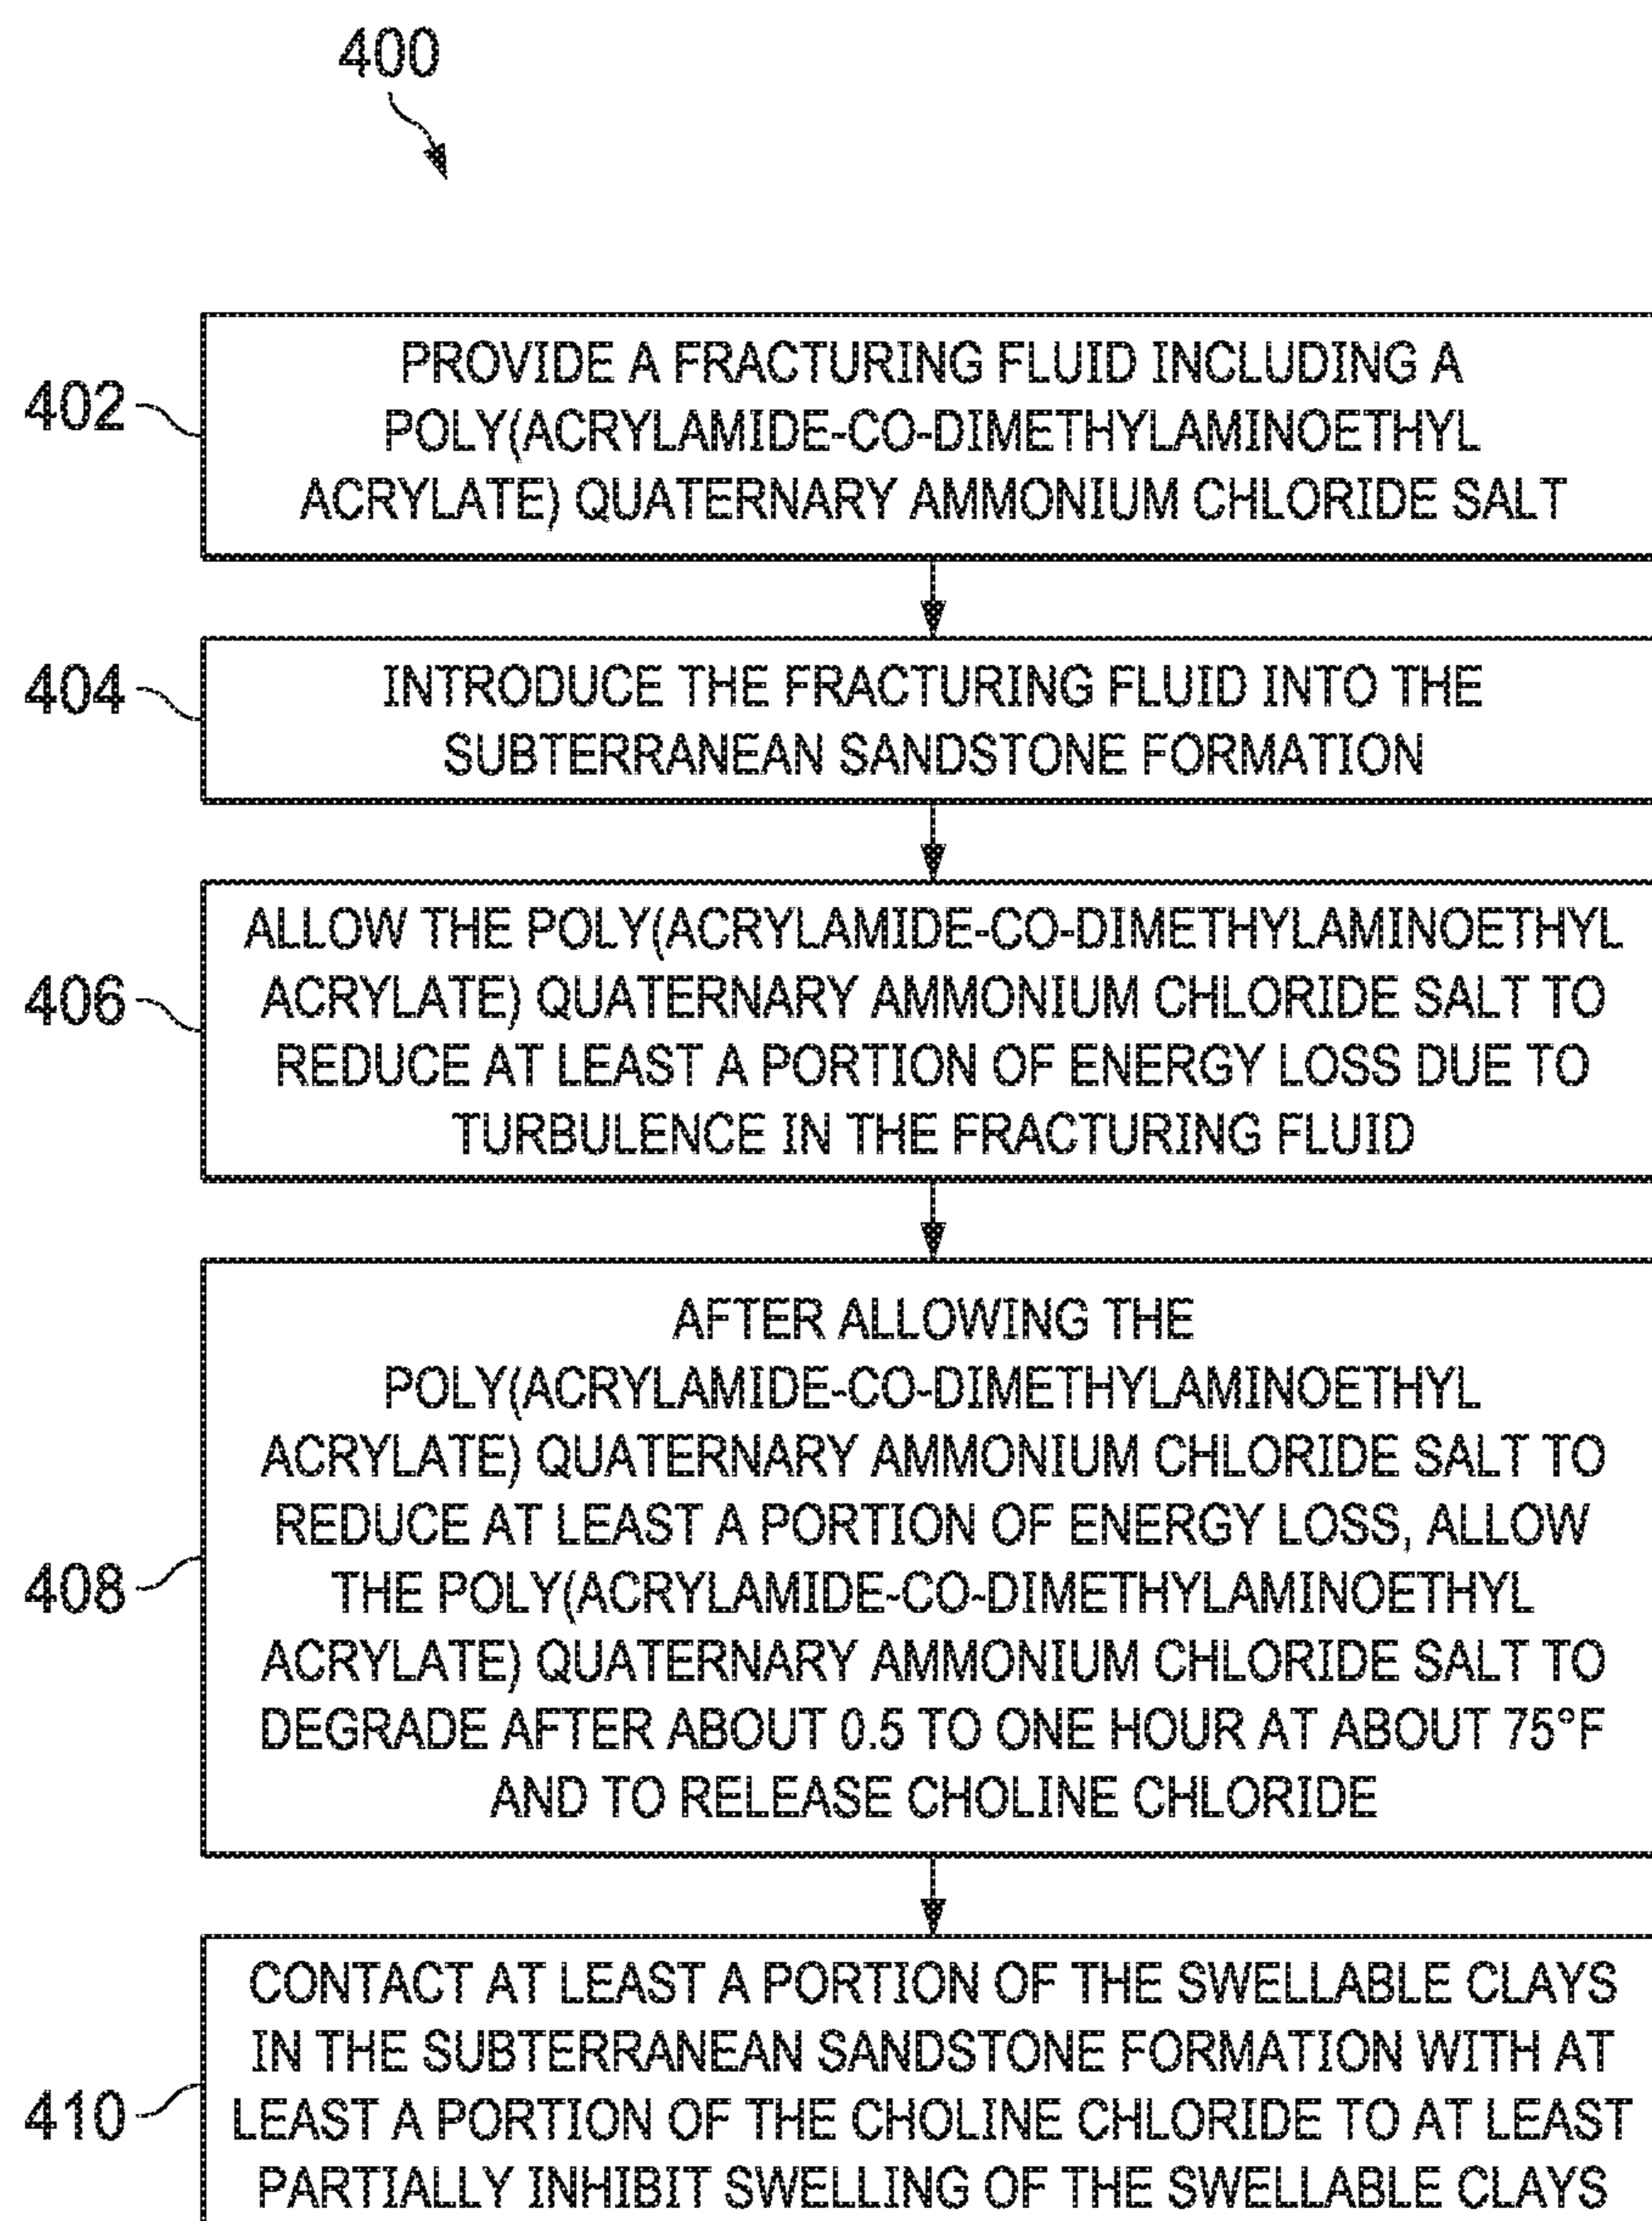 400
402
PROVIDE A FRACTURING FLUID INCLUDING A
POLY(ACRYLAMIDE-CO-DIMETHYLAMINOETHYL
ACRYLATE) QUATERNARY AMMONIUM CHLORIDE SALT
404
INTRODUCE THE FRACTURING FLUID INTO THE
SUBTERRANEAN SANDSTONE FORMATION
406
ALLOW THE POLY(ACRYLAMIDE-CO-DIMETHYLAMINOETHYL
ACRYLATE) QUATERNARY AMMONIUM CHLORIDE SALT TO
REDUCE AT LEAST A PORTION OF ENERGY LOSS DUE TO
TURBULENCE IN THE FRACTURING FLUID
408
AFTER ALLOWING THE
POLY(ACRYLAMIDE-CO-DIMETHYLAMINOETHYL
ACRYLATE) QUATERNARY AMMONIUM CHLORIDE SALT TO
REDUCE AT LEAST A PORTION OF ENERGY LOSS, ALLOW
THE POLY(ACRYLAMIDE-CO-DIMETHYLAMINOETHYL
ACRYLATE) QUATERNARY AMMONIUM CHLORIDE SALT TO
DEGRADE AFTER ABOUT 0.5 TO ONE HOUR AT ABOUT 75°F
AND TO RELEASE CHOLINE CHLORIDE
410
CONTACT AT LEAST A PORTION OF THE SWELLABLE CLAYS
IN THE SUBTERRANEAN SANDSTONE FORMATION WITH AT
LEAST A PORTION OF THE CHOLINE CHLORIDE TO AT LEAST
PARTIALLY INHIBIT SWELLING OF THE SWELLABLE CLAYS